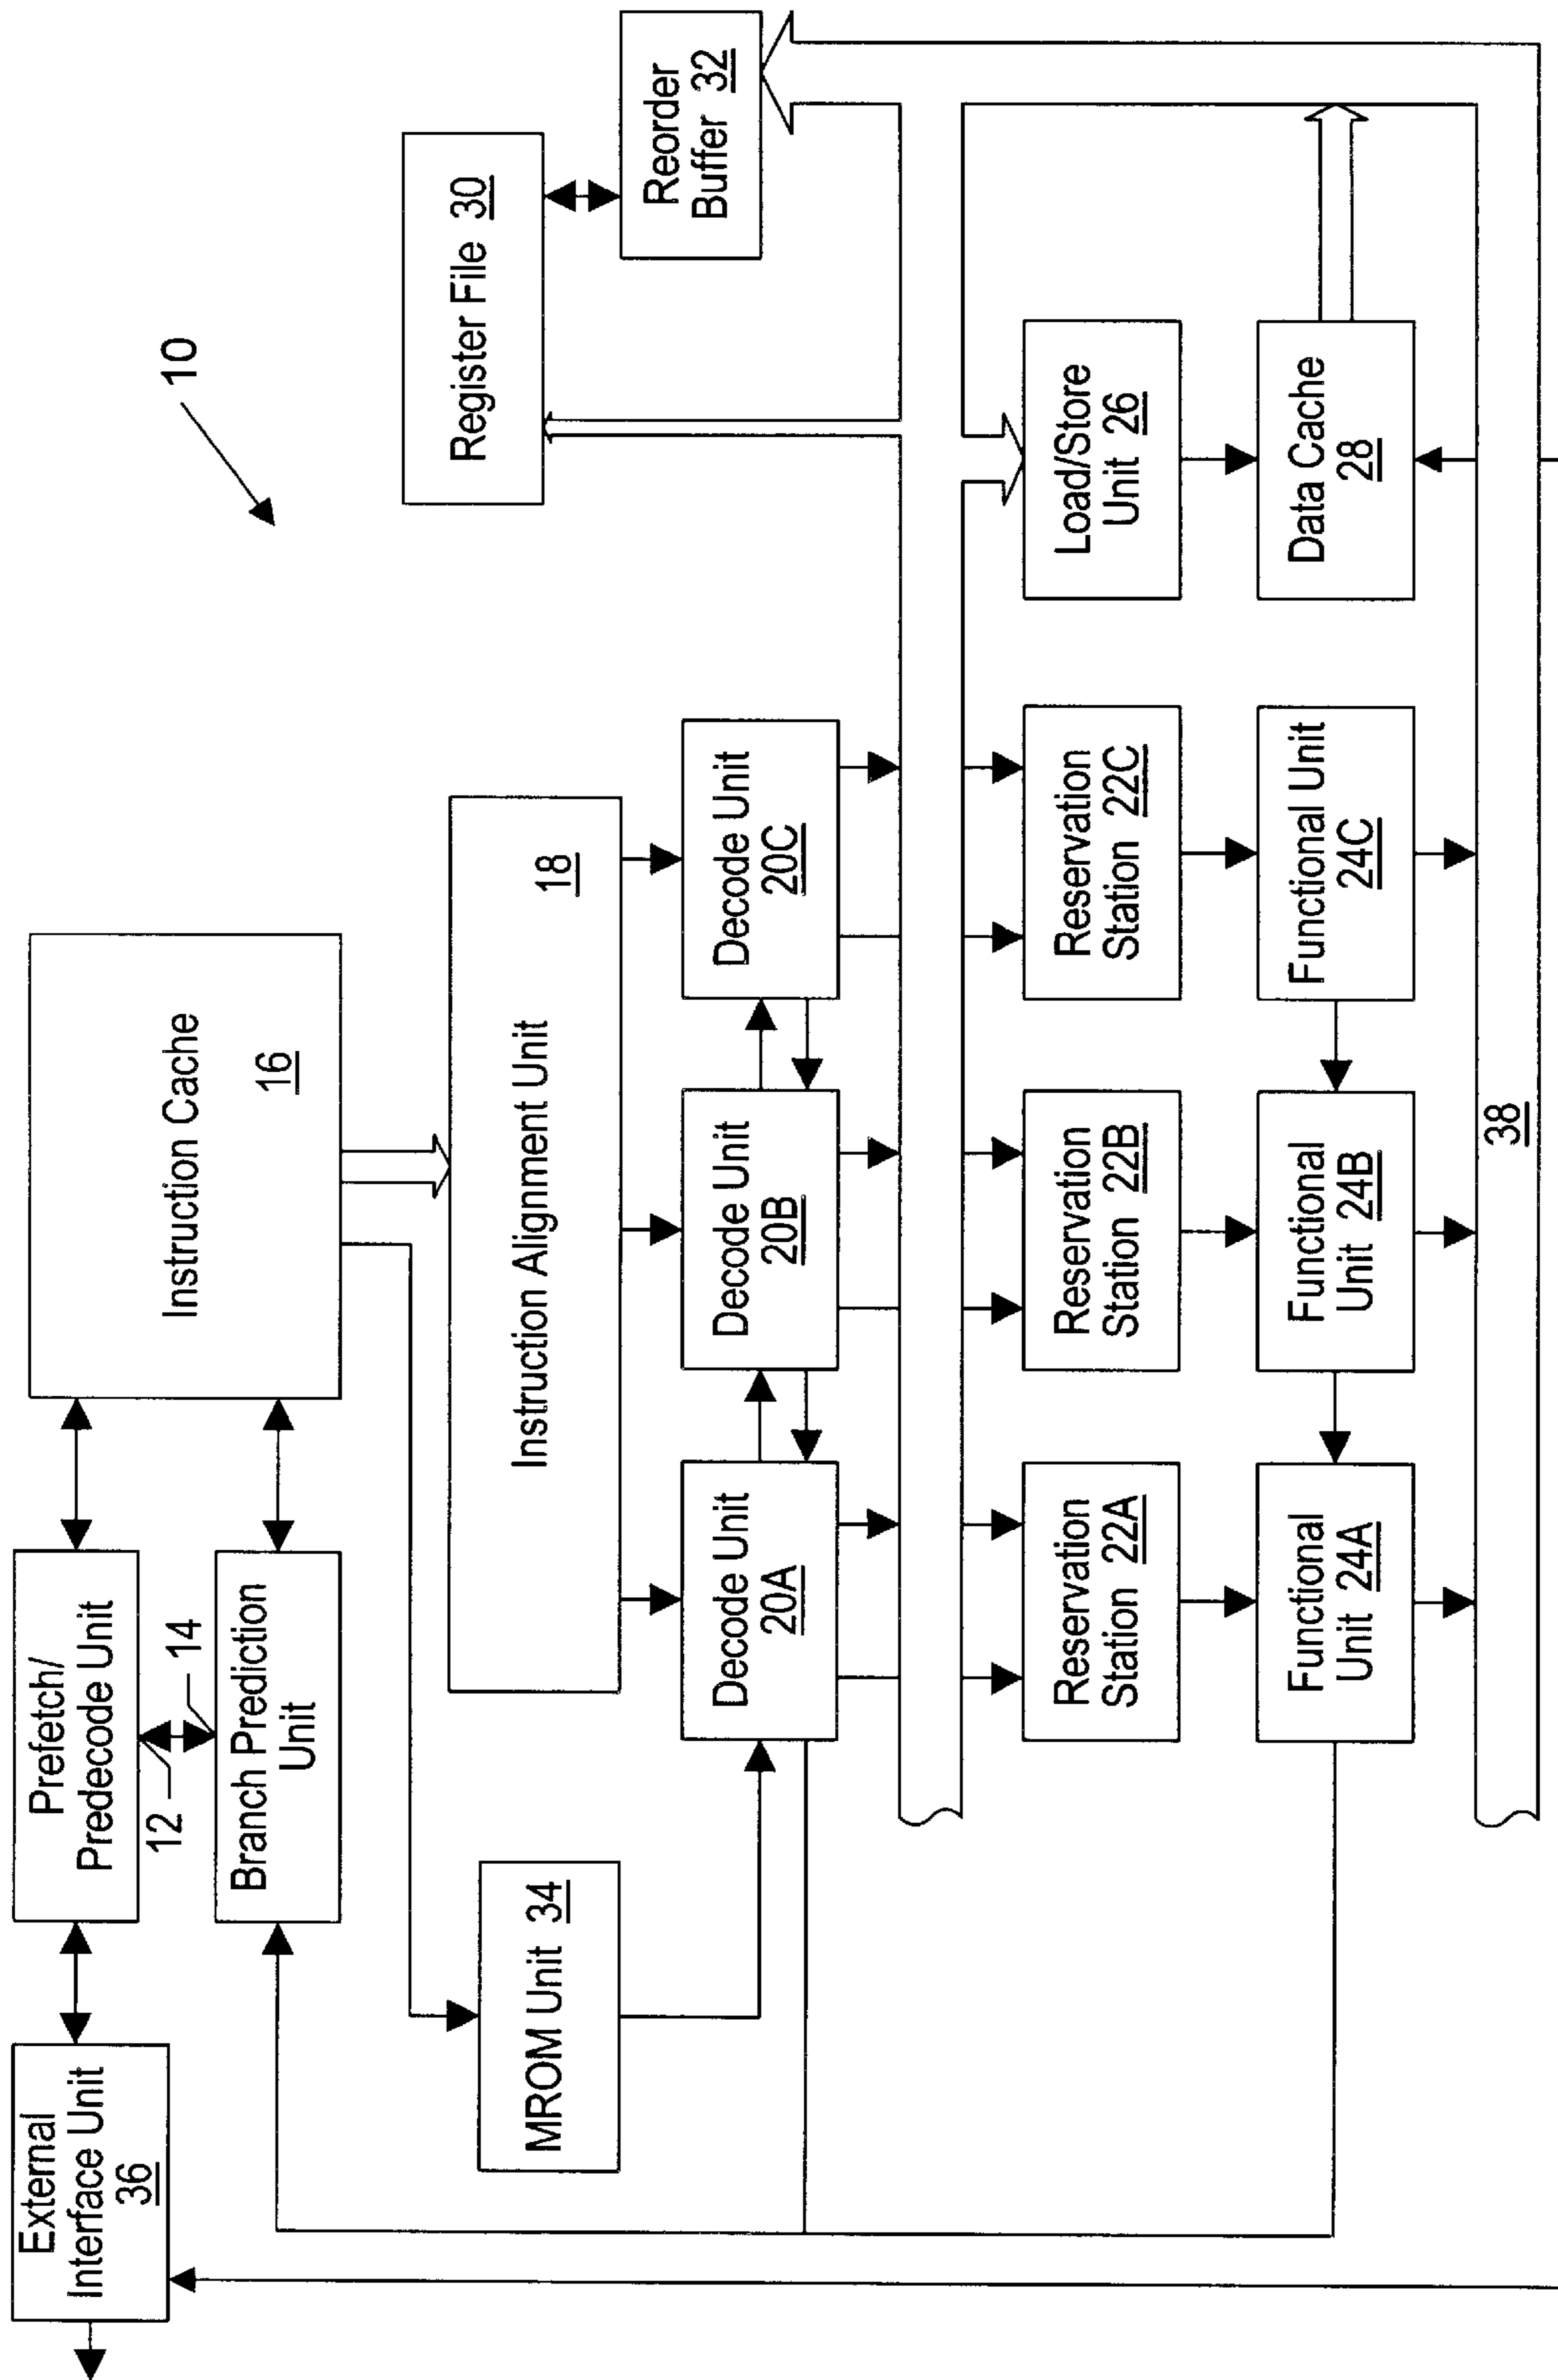 External
Interface Unit
36
Prefetch/
Predecode Unit
12
14
Branch Prediction
Unit
Instruction Cache
16
10
MROM Unit 34
Instruction Alignment Unit
18
Register File 30
Reorder
Buffer 32
Decode Unit
20A
Decode Unit
20B
Decode Unit
20C
Reservation
Station 22A
Reservation
Station 22B
Reservation
Station 22C
Load/Store
Unit 26
Functional
Unit 24A
Functional
Unit 24B
Functional Unit
24C
Data Cache
28
38